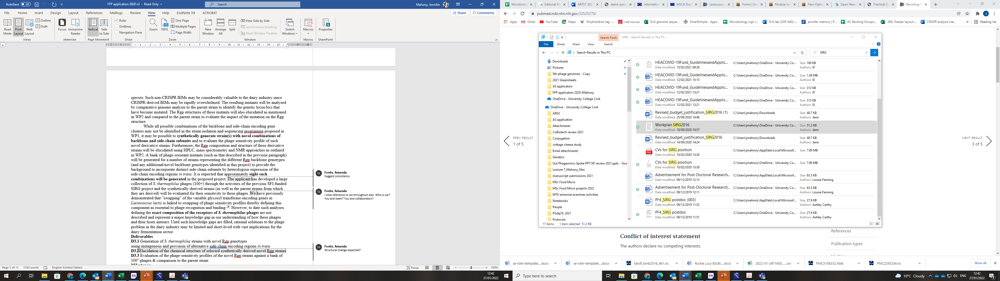 AutoSave Off
FFP application 2020 v3 - Read-Only
Search
Mahony, Jennifer
File Home Insert Design Layout References Mailings Review View Help EndNote X9 ACROBAT
Share Comments
Read Mode
Print Layout
Web Layout
Outline
Draft
Views
Focus
Immersive Reader
Immersive
Vertical
Side to Side
Page Movement
Ruler
Gridlines
Navigation Pane
Show
Zoom
100%
One Page
Multiple Pages
Page Width
Zoom
New Window
Arrange All
Split
View Side by Side
Synchronous Scrolling
Reset Window Position
Window
Switch Windows
Macros
Macros
Properties
SharePoint
species. Such non-CRISPR BIMs may be considerably valuable to the dairy industry since
CRISPR-derived BIMs may be rapidly overwhelmed. The resulting mutants will be analysed
by comparative genome analysis to the parent strain to identify the genetic locus/loci that
have become mutated. The Rgp structures of these mutants will also elucidated as mentioned
in WP2 and compared to the parent strain to evaluate the impact of the mutation on the Rgp
structure.
While all possible combinations of the backbone and side-chain encoding gene
clusters may not be identified in the strain isolation and sequencing programme proposed in
WP1, it may be possible to synthetically generate strain(s) with novel combinations of
backbone and side-chain subunits and to evaluate the phage sensitivity profile of such
novel derivative strains. Furthermore, the Rgp composition and structure of these derivative
strains will be elucidated using HPLC, mass spectrometry and NMR approaches as outlined
in WP2. A bank of phage-resistant mutants (such as that described in the previous paragraph)
will be generated for a number of strains representing the different Rgp backbone genotypes
(and any additional/novel backbone genotypes identified in this project) to provide the
background to incorporate distinct side-chain subunits by heterologous expression of the
side-chain encoding regions in trans. It is expected that approximately eight such
combinations will be generated in the proposed project. The applicant has developed a large
collection of S. thermophilus phages (100+) through the activities of the previous SFI-funded
SIRG project and the synthetically-derived strains (as well as the parent strains from which
they are derived) will be evaluated for their sensitivity to these phages. We have previously
demonstrated that “swapping” of the variable glycosyl transferase-encoding genes in
Lactococcus lactis is linked to swapping of phage sensitivity profiles thereby defining this
component as essential to phage recognition and binding 28. However, to date such analyses
defining the exact composition of the receptors of S. thermophilus phages are not
described and represent a major knowledge gap in our understanding of how these phages
and their hosts interact. Until such knowledge gaps are filled, rational solutions to the phage
problem in the dairy industry may be limited and short-lived with vast implications for the
dairy fermentation sector.
Deliverables
D3.1 Generation of S. thermophilus strains with novel Rgp genotypes
using mutagenesis and provision of alternative side-chain encoding regions in trans
D3.2 Elucidation of the chemical structure of selected synthetically derived novel Rgp strains
D3.3 Evaluation of the phage-sensitivity profiles of the novel Rgp strains against a bank of
100+ phages & comparison to the parent strain
FA Forde, Amanda
Suggest consistency
FA Forde, Amanda
I note reference to we throughout also. Who is we?
You and team? You and collaborators?
FA Forde, Amanda
Structural change expected?
Page 3 of 11 5193 words English (United States)
Focus
100%
12:42
27/01/2022
Microbiolog
Editorial M
ARFST 2022
daera-post
information
MSCA Doct
Lactococcu
Forms | Un
Module Inv
Flexi-Optio
Open Rese
Practical Gu
Revisiting t
pubmed.ncbi.nlm.nih.gov/32525270/
J
Apps
Gmail
YouTube
Maps
Polyhistidine-tag -...
rod-coccus
DvS genome seque...
SmartSimple - Appl...
Microbiology sign i...
DvS lab (339-340) i...
jennifer mahony | P...
AS Working Groups...
-80C freezer layout....
CRISPR analysis ma...
Reading list
Search Tools
SIRG - Search Results in This PC
File Home Share View Search
Search Results in This PC
SIRG
Downloads
Pictures
Sth phage genomes - Copy
2021 Greensheets
AS application
FFP application 2020 JMahony
OneDrive - University College Cork
OneDrive - University College Cork
APEX
AS application
Attachments
CoBiotech review 2021
Conjugation
cottage cheese study
Email attachments
Genetics
Gut Phageomics Spoke PPT SFI review 2021.pptx - Goo
Lecture 7_Mahony_files
manuscript submissions 2021
MSc Food Micro
MSc Food Micro projects 2022
MTU extrernal examiner activities
Notebooks
People
PGdipTL 2021
Protocols
HEACOVID-19Fund_GuidelinesandApplic... C:\Users\jmahony\OneDrive - University Co... Size: 160 KB
Date modified: 15/02/2021 09:26 Authors: EI
HEACOVID-19Fund_GuidelinesandApplic... C:\Users\jmahony\OneDrive - University Co... Size: 1.08 MB
Date modified: 12/02/2021 15:15 Authors: EI
HEACOVID-19Fund_GuidelinesandApplic... C:\Users\jmahony\OneDrive - University Co... Size: 313 KB
Date modified: 12/02/2021 13:21 Authors: EI
HEACOVID-19Fund_GuidelinesandApplic... C:\Users\jmahony\OneDrive - University Co... Size: 313 KB
Date modified: 12/02/2021 13:21 Authors: EI
Revised_budget_justification_SIRG2016 (1) C:\Users\jmahony\Downloads Size: 48.7 KB
Date modified: 25/09/2020 14:46 Authors: Jenn
Workplan SIRG2016 C:\Users\jmahony\OneDrive - University Co... Size: 51.2 KB
Date modified: 18/09/2020 10:57 Authors: Jenn
Revised_budget_justification_SIRG2016 C:\Users\jmahony\Downloads Size: 48.7 KB
Date modified: 14/09/2020 14:24 Authors: Jenn
CVs for SIRG position C:\Users\jmahony\AppData\Local\Microsof... Size: 7.89 MB
Date modified: 10/02/2020 13:30
CVs for SIRG position C:\Users\jmahony\OneDrive - University Co... Size: 7.89 MB
Date modified: 10/02/2020 13:30
Advertisement for Post-Doctoral Research... C:\Users\jmahony\AppData\Local\Microsof... Size: 63.5 KB
Date modified: 09/12/2019 12:13 Authors: Louise Fanning
Advertisement for Post-Doctoral Research... C:\Users\jmahony\OneDrive - University Co... Size: 63.5 KB
Date modified: 09/12/2019 12:11 Authors: Louise Fanning
PF4_SIRG postdoc (003) C:\Users\jmahony\AppData\Local\Microsof... Size: 27.9 KB
Date modified: 09/12/2019 11:52 Authors: Ashley Carthy
PF4_SIRG postdoc C:\Users\jmahony\OneDrive - University Co... Size: 27.9 KB
Date modified: 09/12/2019 11:51 Authors: Ashley Carthy
17 items 1 item selected 51.2 KB
PREV RESULT
1 of 5
NEXT RESULT
3 of 5
Conflict of interest statement
The authors declare no competing interests.
References
Publication types
se-rdm-template....docx
se-rdm-template....docx
tandf_krnb2016_461.ris
Roche Lucy BScBi....docx
2022-01-24T1603_....csv
PMC5156332.nbib
PMC2293234.ris
Show all
Type here to search
10°C Cloudy
ENG
12:42
27/01/2022